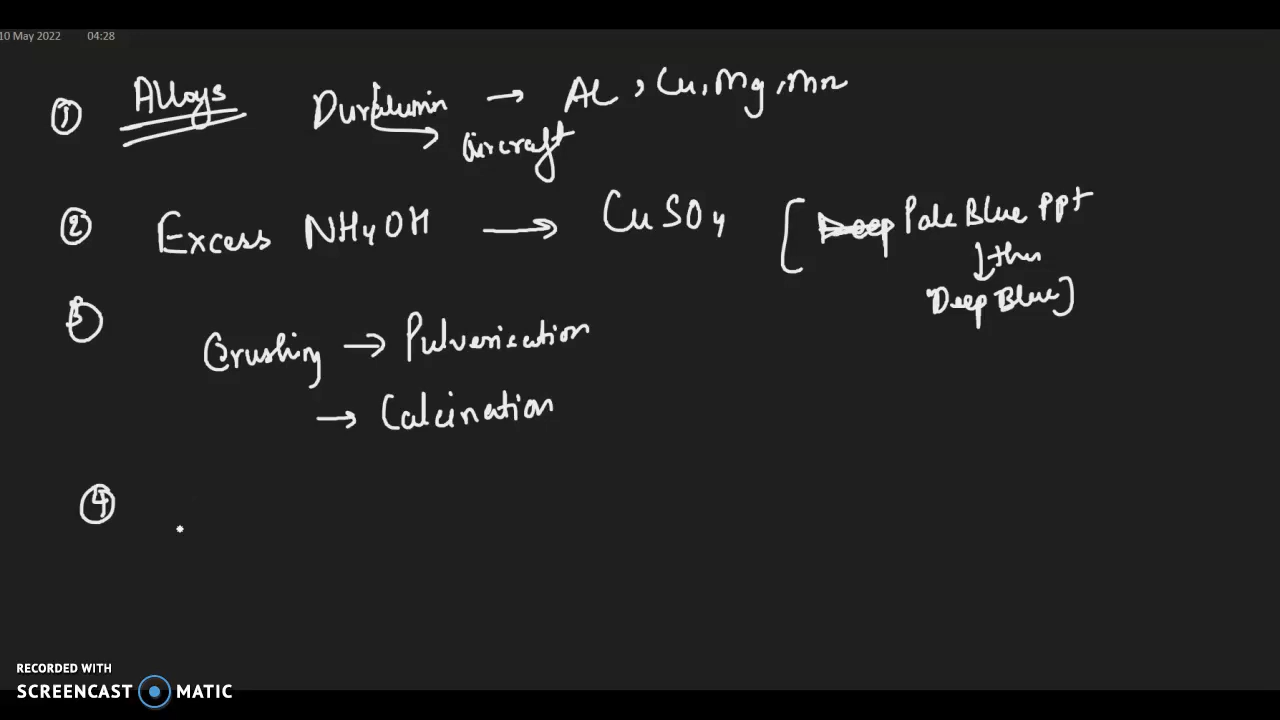 10 May 2022 04:28
① Alloys Duralumin → Al, Cu, Mg, Mn
aircraft
② Excess NH4OH → CuSO4 [ Deep Pale Blue ppt
↓ then
Deep Blue]
3
Crushing → Pulverisation
→ Calcination
④
RECORDED WITH
SCREENCAST MATIC